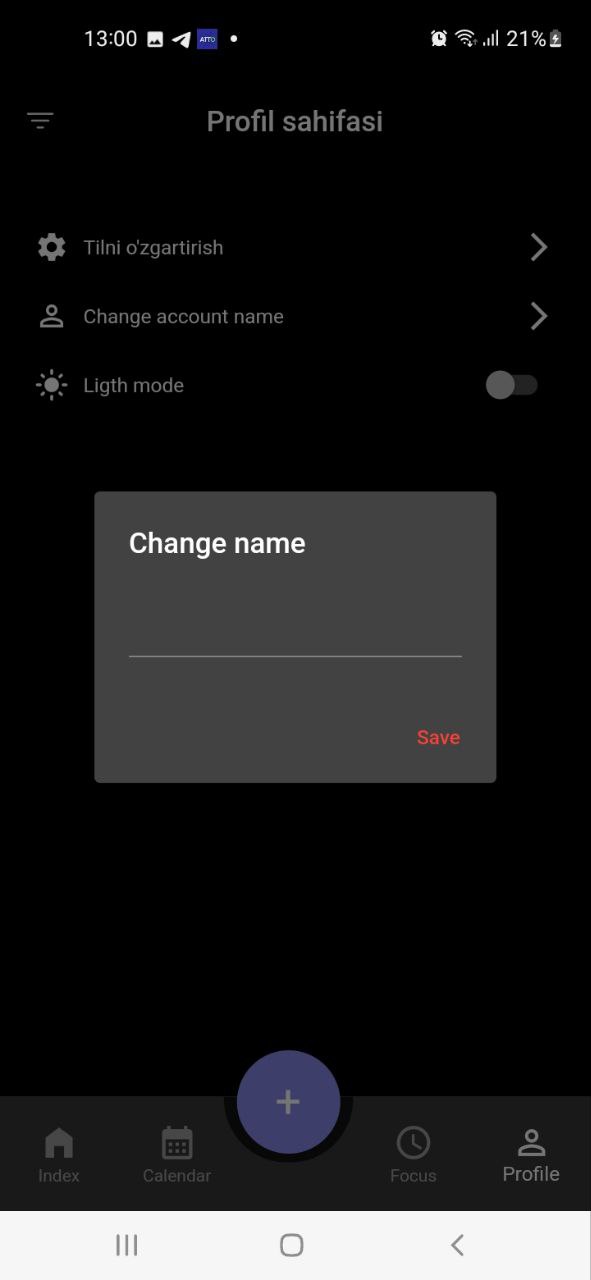 13:00 ATTO 21%
Profil sahifasi
Tilni o'zgartirish
Change account name
Ligth mode
Change name
Save
Index Calendar Focus Profile